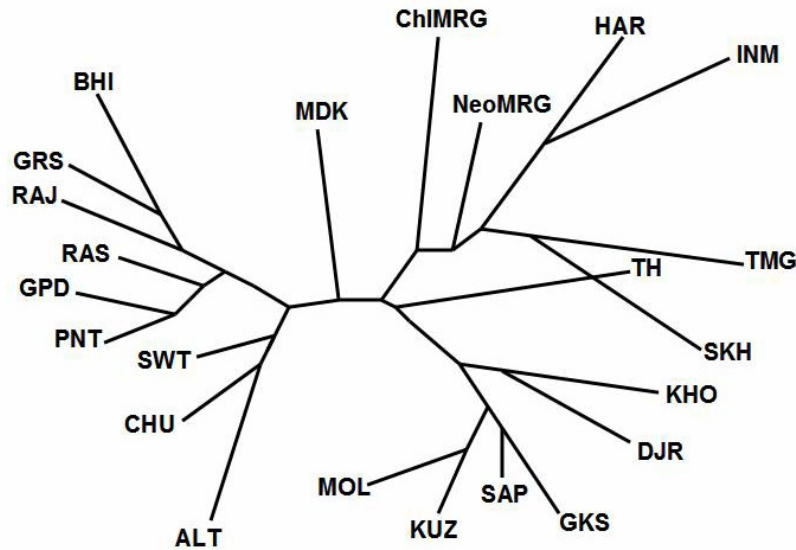 ChIMRG
HAR
INM
BHI
MDK
NeoMRG
GRS
RAJ
RAS
TH
TMG
GPD
PNT
SWT
SKH
KHO
CHU
DJR
MOL
SAP
KUZ
GKS
ALT